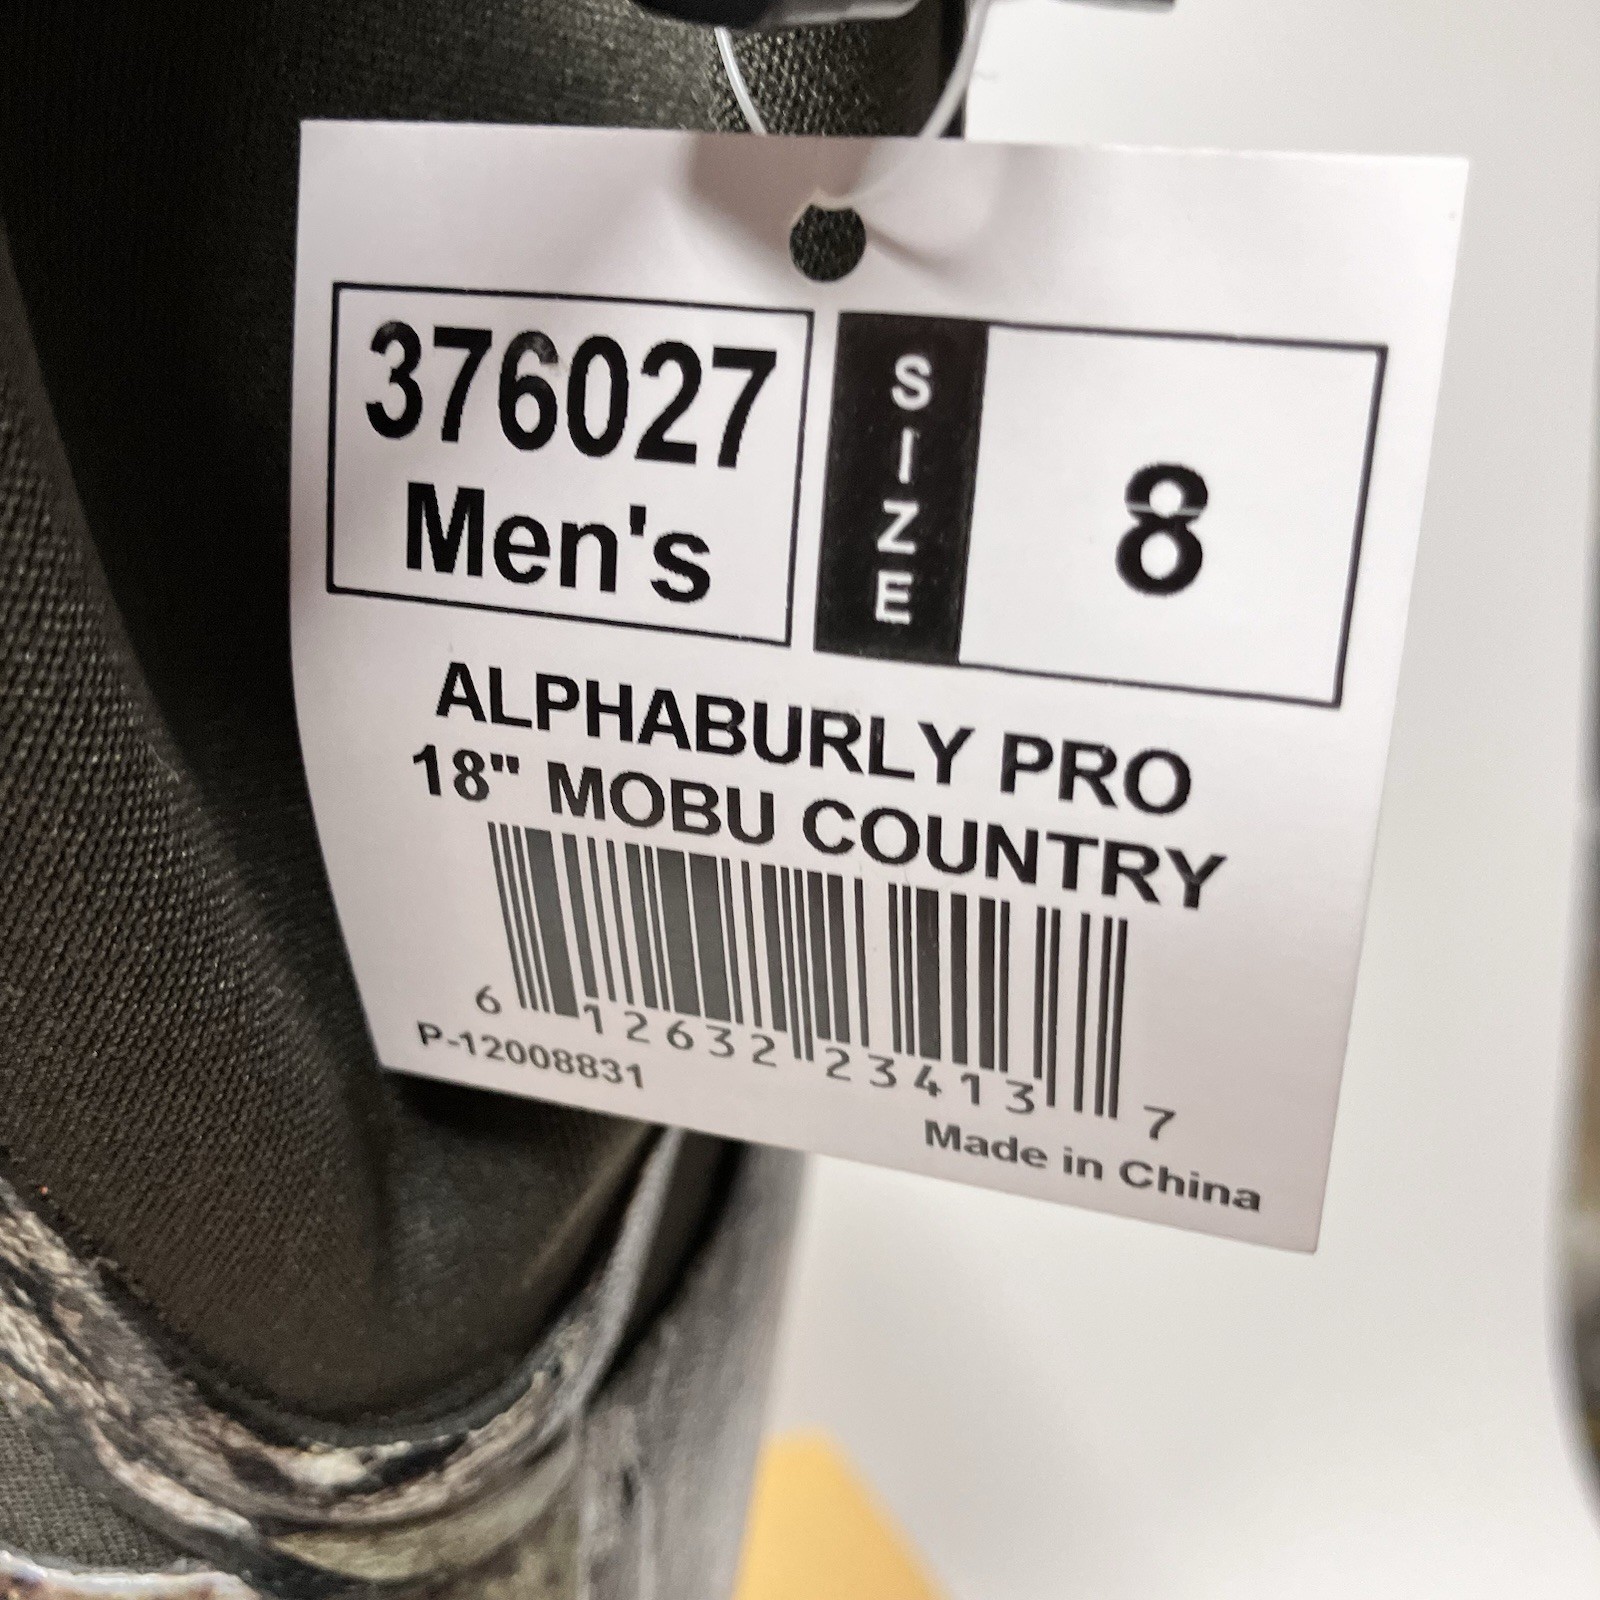 376027
Men's
SIZE
8
ALPHABURLY PRO
18" MOBU COUNTRY
6 12632 23413 7
P-12008831
Made in China